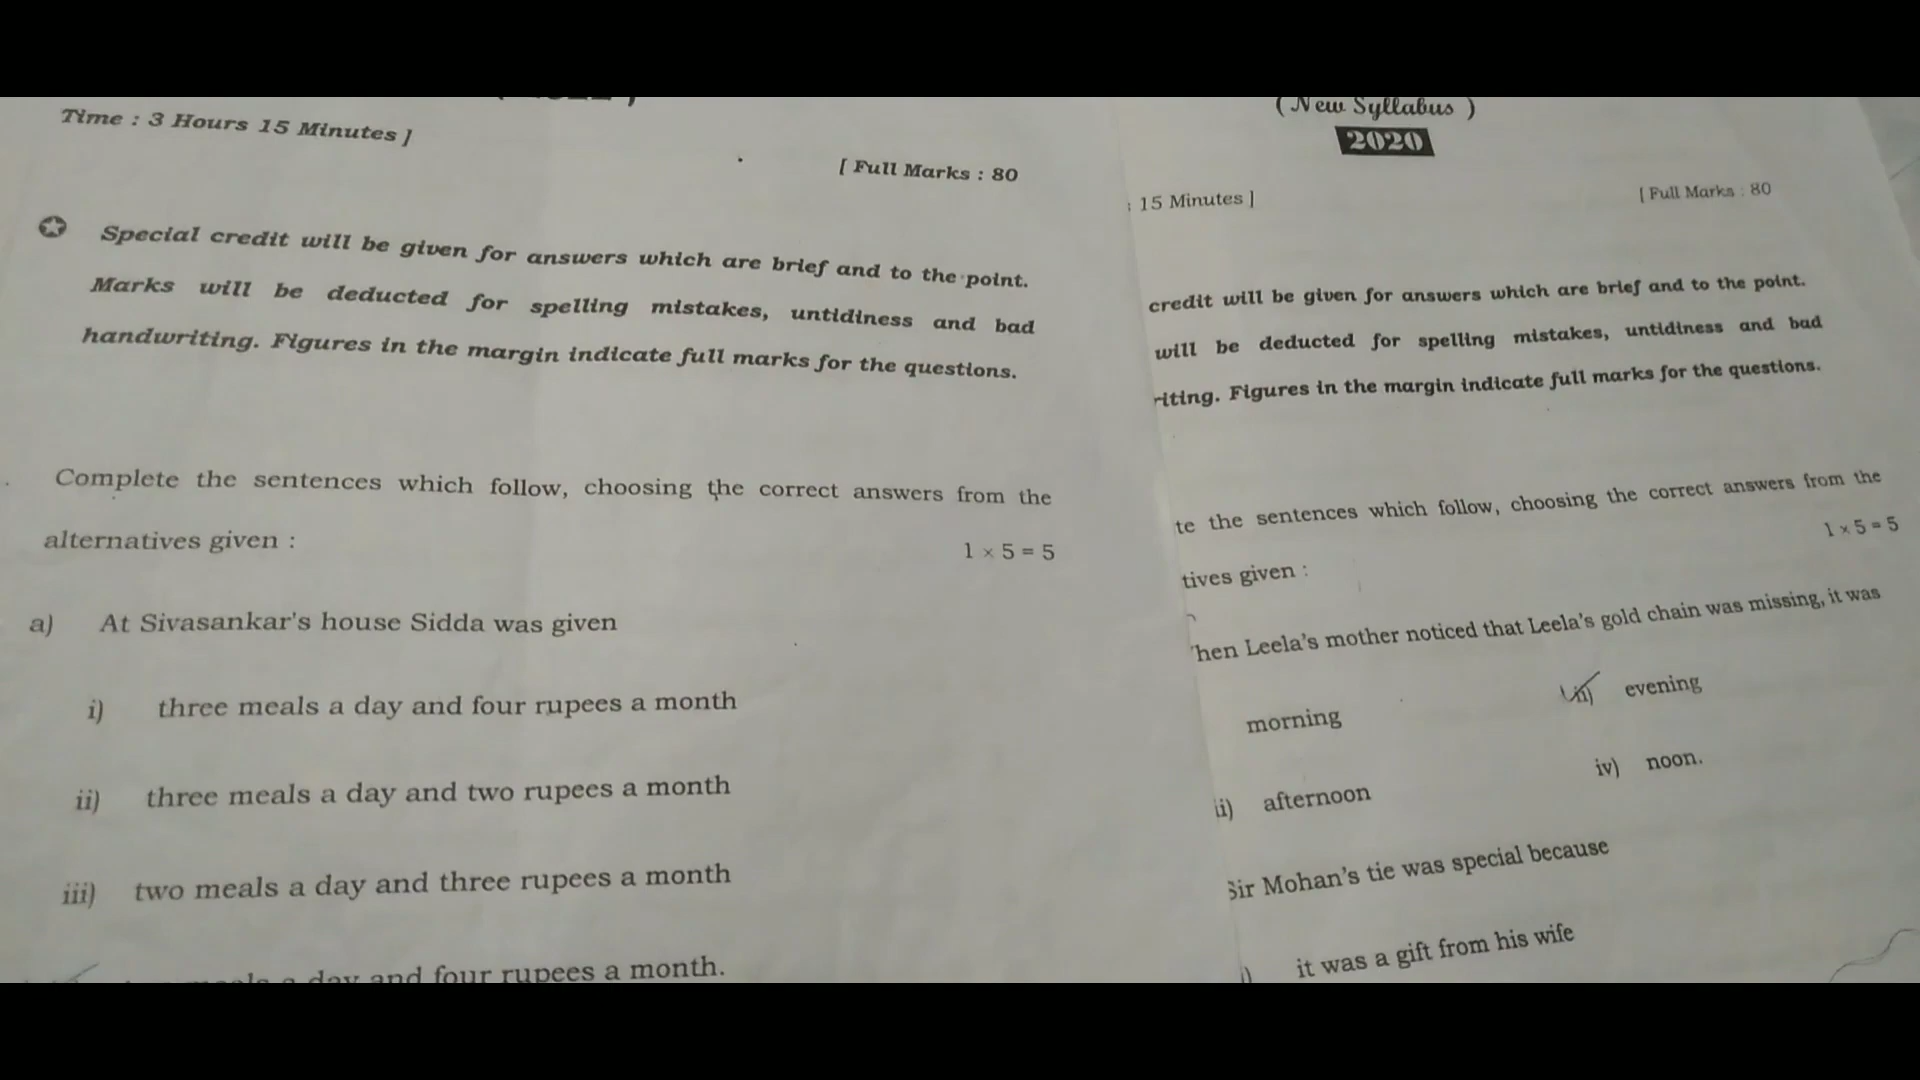 Time : 3 Hours 15 Minutes ]
[ Full Marks : 80
Special credit will be given for answers which are brief and to the point.
Marks will be deducted for spelling mistakes, untidiness and bad
handwriting. Figures in the margin indicate full marks for the questions.
Complete the sentences which follow, choosing the correct answers from the
alternatives given :
1 × 5 = 5
a) At Sivasankar's house Sidda was given
i) three meals a day and four rupees a month
ii) three meals a day and two rupees a month
iii) two meals a day and three rupees a month
a day and four rupees a month.
( New Syllabus )
2020
: 15 Minutes ]
[ Full Marks : 80
credit will be given for answers which are brief and to the point.
will be deducted for spelling mistakes, untidiness and bad
riting. Figures in the margin indicate full marks for the questions.
te the sentences which follow, choosing the correct answers from the
1 × 5 = 5
tives given :
hen Leela's mother noticed that Leela's gold chain was missing, it was
morning
ii) evening
ii) afternoon
iv) noon.
Sir Mohan's tie was special because
) it was a gift from his wife